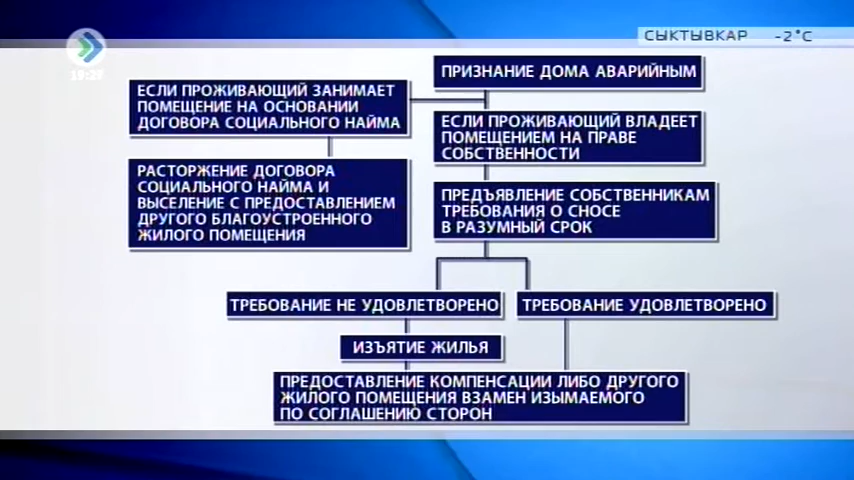 СЫКТЫВКАР -2°C
ПРИЗНАНИЕ ДОМА АВАРИЙНЫМ
ЕСЛИ ПРОЖИВАЮЩИЙ ЗАНИМАЕТ
ПОМЕЩЕНИЕ НА ОСНОВАНИИ
ДОГОВОРА СОЦИАЛЬНОГО НАЙМА
ЕСЛИ ПРОЖИВАЮЩИЙ ВЛАДЕЕТ
ПОМЕЩЕНИЕМ НА ПРАВЕ
СОБСТВЕННОСТИ
РАСТОРЖЕНИЕ ДОГОВОРА
СОЦИАЛЬНОГО НАЙМА И
ВЫСЕЛЕНИЕ С ПРЕДОСТАВЛЕНИЕМ
ДРУГОГО БЛАГОУСТРОЕННОГО
ЖИЛОГО ПОМЕЩЕНИЯ
ПРЕДЪЯВЛЕНИЕ СОБСТВЕННИКАМ
ТРЕБОВАНИЯ О СНОСЕ
В РАЗУМНЫЙ СРОК
ТРЕБОВАНИЕ НЕ УДОВЛЕТВОРЕНО
ТРЕБОВАНИЕ УДОВЛЕТВОРЕНО
ИЗЪЯТИЕ ЖИЛЬЯ
ПРЕДОСТАВЛЕНИЕ КОМПЕНСАЦИИ ЛИБО ДРУГОГО
ЖИЛОГО ПОМЕЩЕНИЯ ВЗАМЕН ИЗЫМАЕМОГО
ПО СОГЛАШЕНИЮ СТОРОН